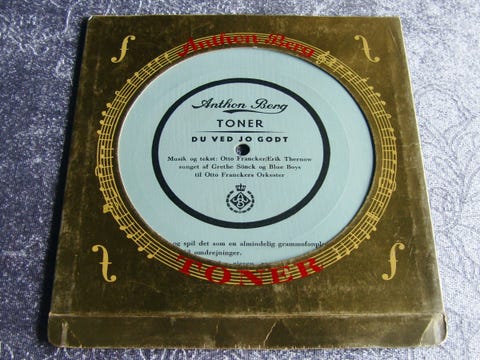 Anthon Berg
Anthon Berg
TONER
DU VED JO GODT
Musik og tekst: Otto Francker/Erik Thernow
sunget af Grethe Sönck og Blue Boys
til Otto Franckers Orkester
og spil det som en almindelig grammofonpla
omdrejninger.
TONER